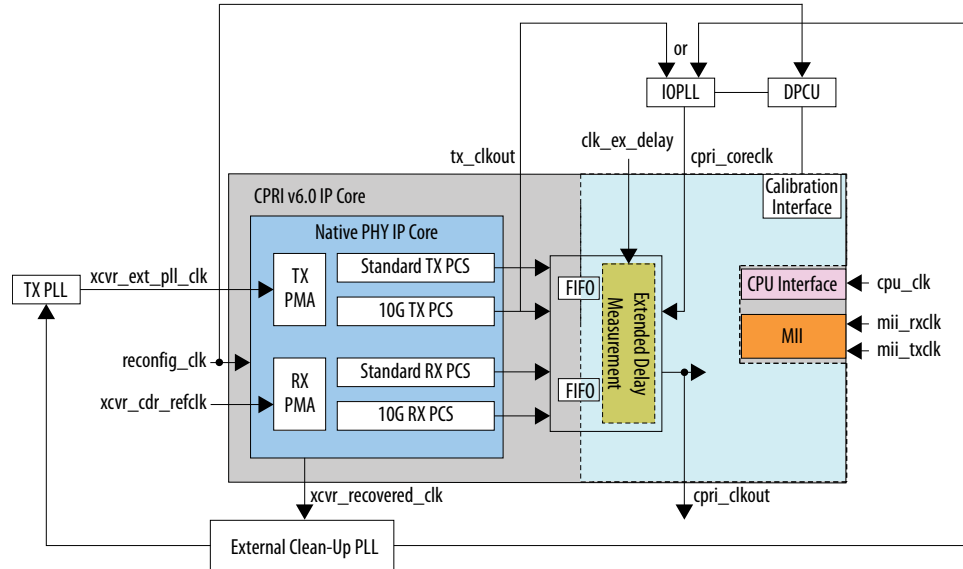 or
IOPLL
DPCU
clk_ex_delay
tx_clkout
cpri_coreclk
CPRI v6.0 IP Core
Calibration
Interface
Native PHY IP Core
TX
PMA
Standard TX PCS
10G TX PCS
FIFO
Extended Delay
Measurement
CPU Interface
cpu_clk
MII
mii_rxclk
mii_txclk
TX PLL
xcvr_ext_pll_clk
reconfig_clk
xcvr_cdr_refclk
RX
PMA
Standard RX PCS
10G RX PCS
FIFO
xcvr_recovered_clk
cpri_clkout
External Clean-Up PLL